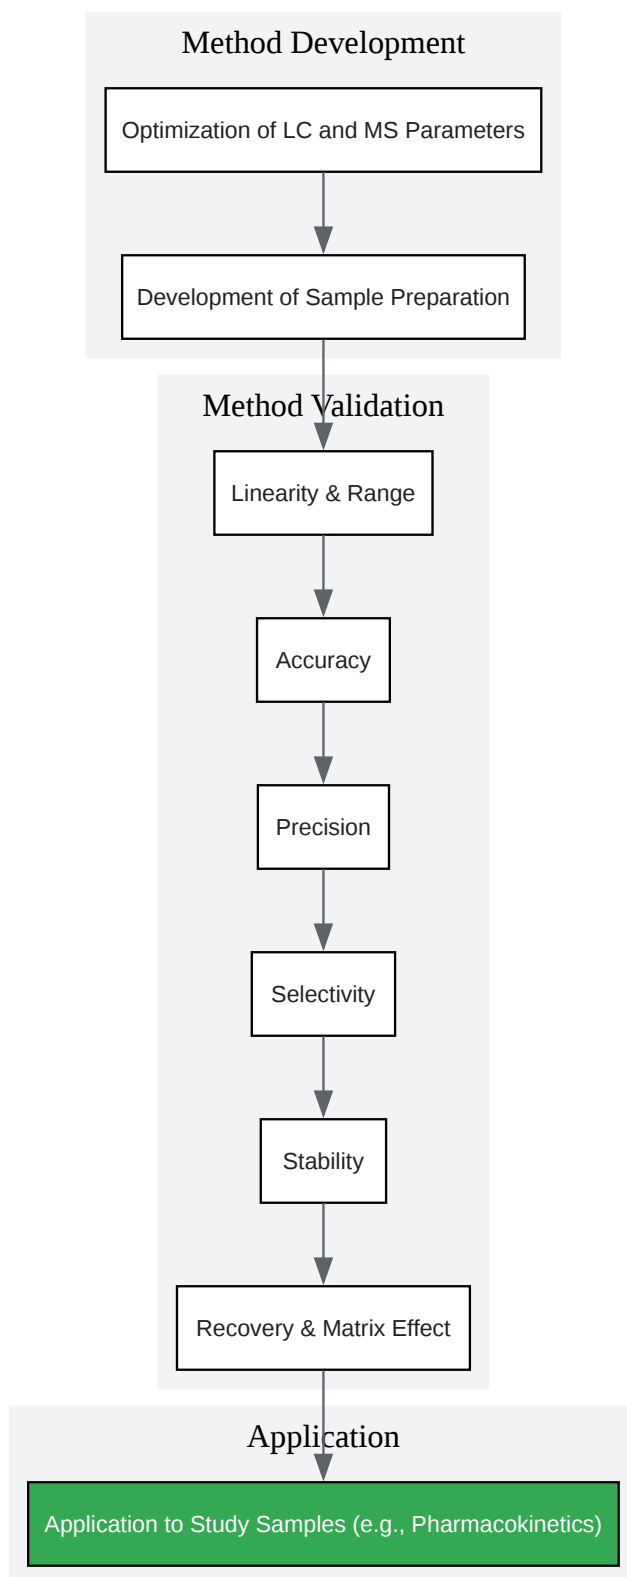 Method Development
Optimization of LC and MS Parameters
Development of Sample Preparation
Method Validation
Linearity & Range
Accuracy
Precision
Selectivity
Stability
Recovery & Matrix Effect
Application
Application to Study Samples (e.g., Pharmacokinetics)